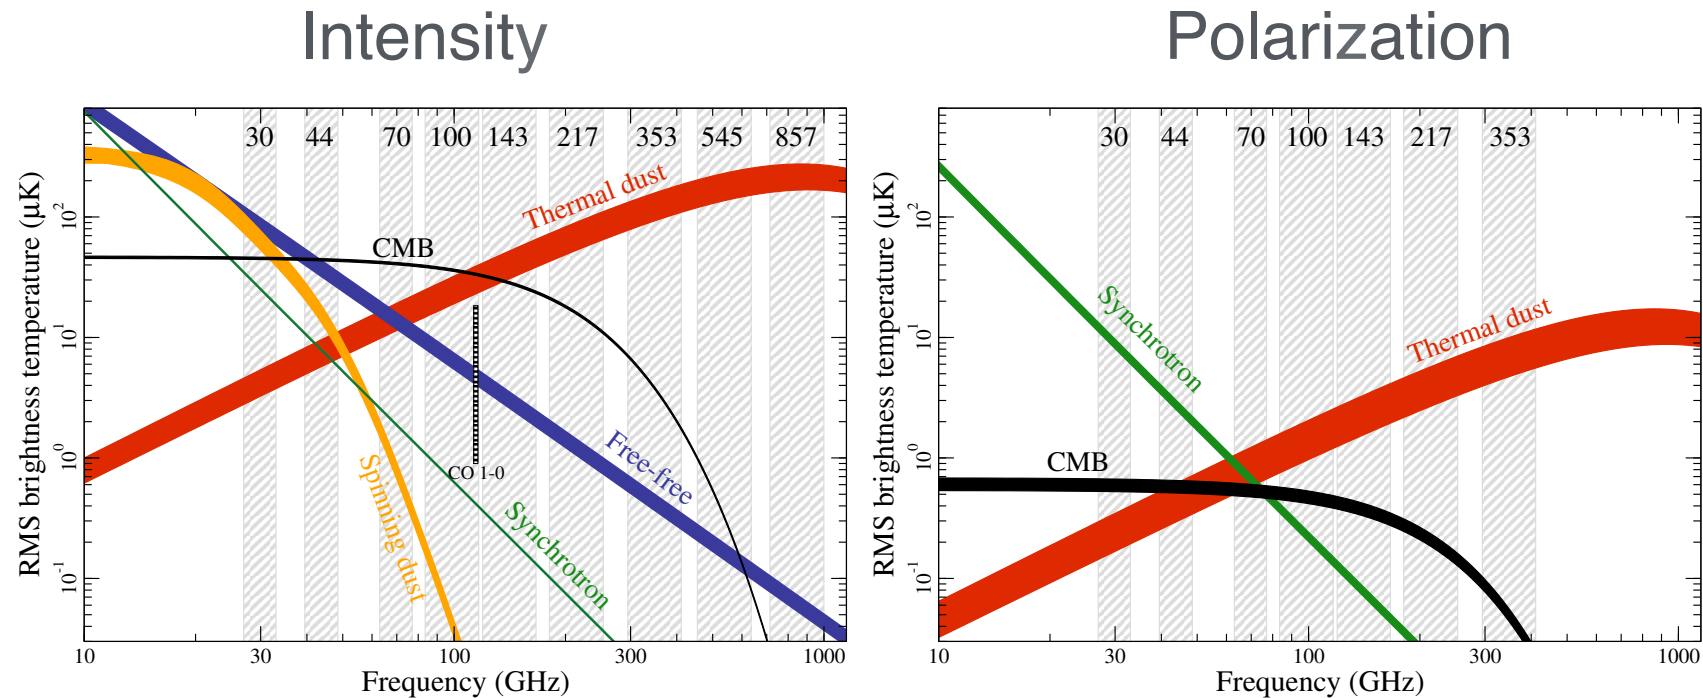 Intensity
30 44 70 100 143 217 353 545 857
Thermal dust
CMB
CO 1-0
Free-free
Spinning dust
Synchrotron
RMS brightness temperature (μK)
10^2
10^1
10^0
10^-1
10 30 100 300 1000
Frequency (GHz)
Polarization
30 44 70 100 143 217 353
Synchrotron
Thermal dust
CMB
RMS brightness temperature (μK)
10^2
10^1
10^0
10^-1
10 30 100 300 1000
Frequency (GHz)